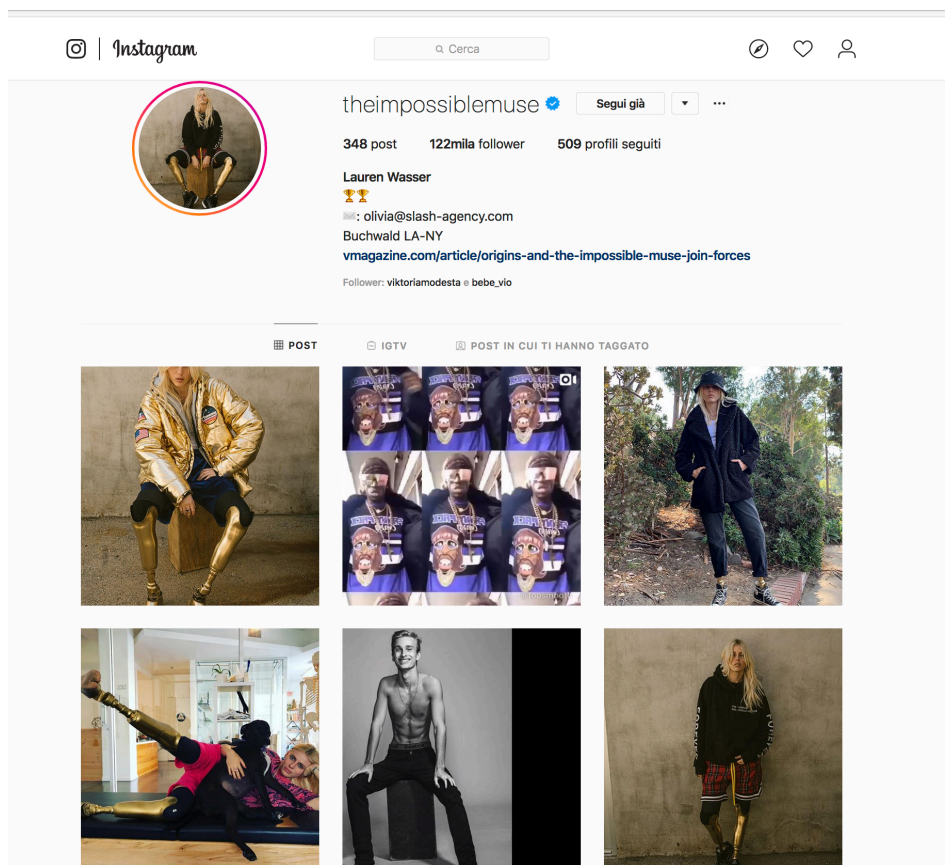 Instagram
Cerca
theimpossiblemuse Segui già
348 post 122mila follower 509 profili seguiti
Lauren Wasser
🏆🏆
✉️: olivia@slash-agency.com
Buchwald LA-NY
vmagazine.com/article/origins-and-the-impossible-muse-join-forces
Follower: viktoriamodesta e bebe_vio
POST IGTV POST IN CUI TI HANNO TAGGATO